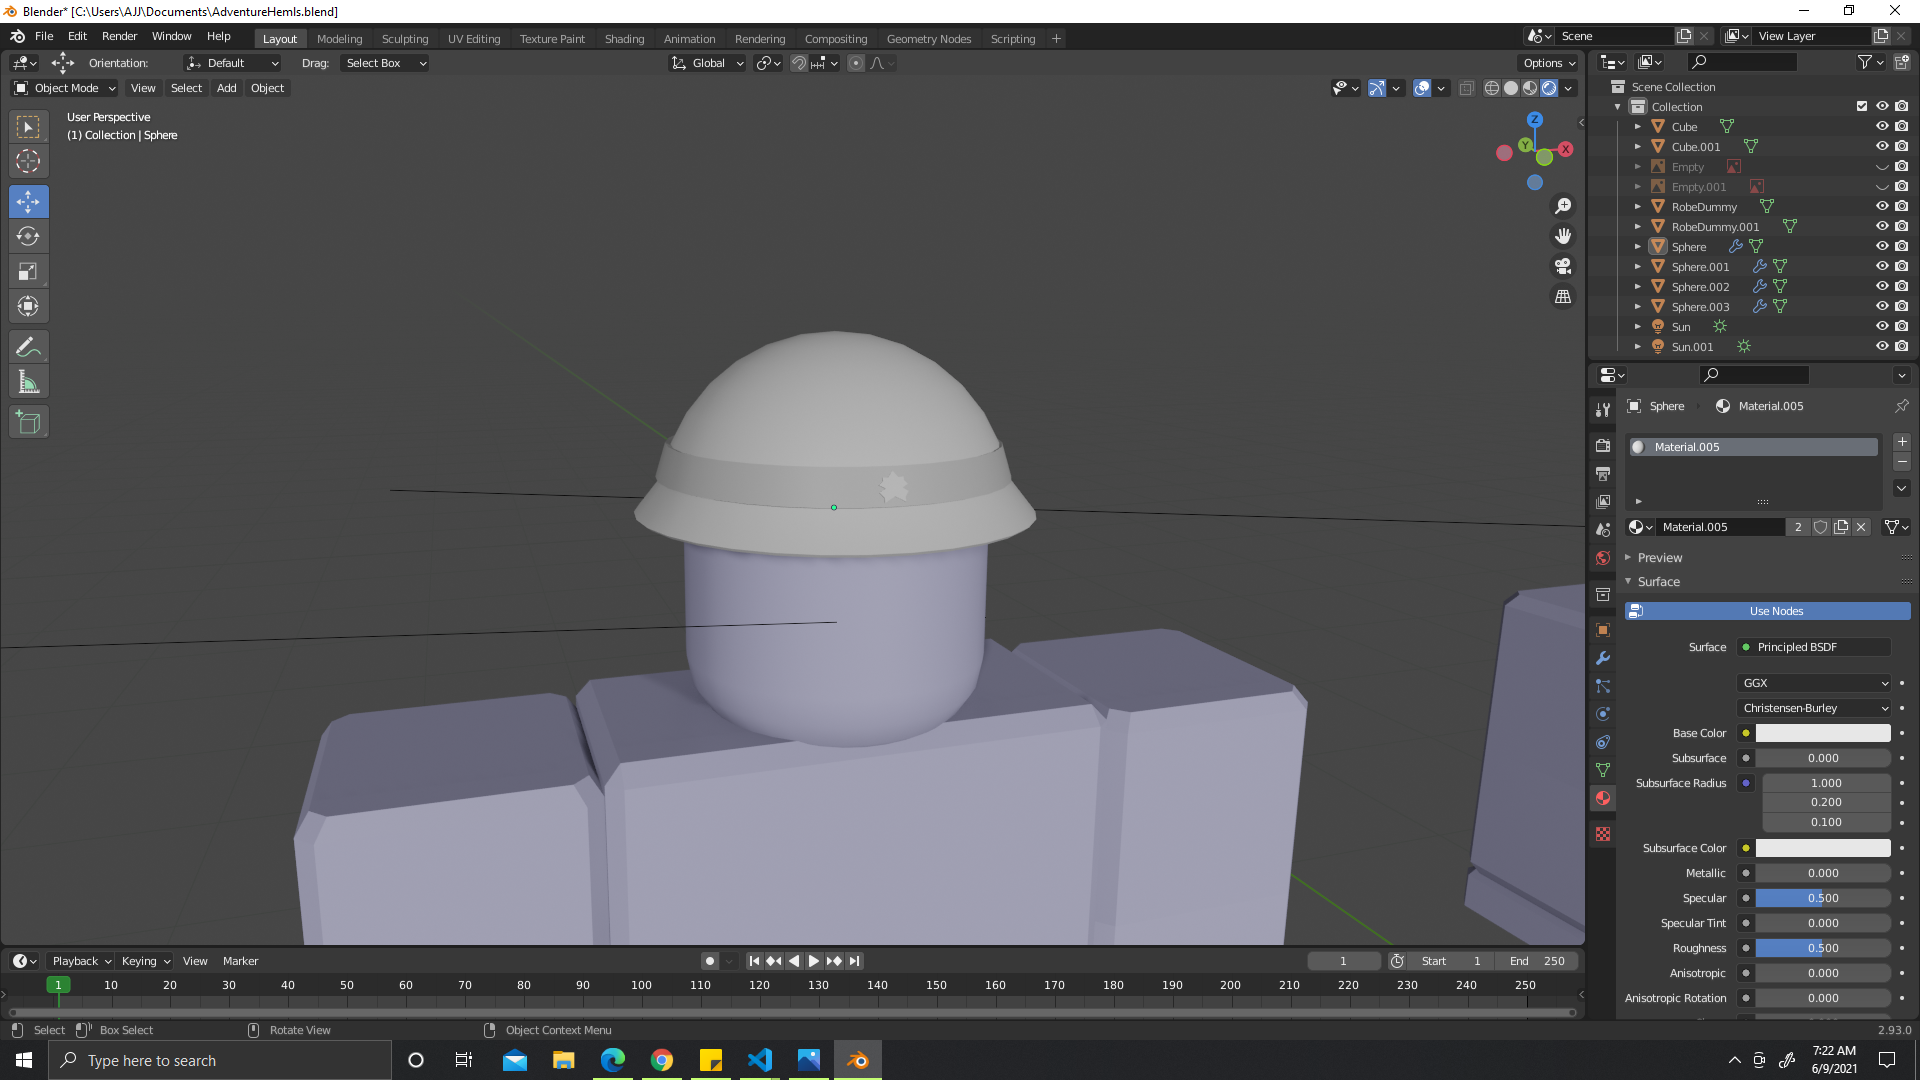 Blender* [C:\Users\AJJ\Documents\AdventureHemls.blend]
File Edit Render Window Help Layout Modeling Sculpting UV Editing Texture Paint Shading Animation Rendering Compositing Geometry Nodes Scripting + Scene View Layer
Orientation: Default Drag: Select Box Global Options
Object Mode View Select Add Object
User Perspective
(1) Collection | Sphere
Z
Y
X
Scene Collection
Collection
Cube
Cube.001
Empty
Empty.001
RobeDummy
RobeDummy.001
Sphere
Sphere.001
Sphere.002
Sphere.003
Sun
Sun.001
Sphere Material.005
Material.005
Material.005 2
Preview
Surface
Use Nodes
Surface Principled BSDF
GGX
Christensen-Burley
Base Color
Subsurface 0.000
Subsurface Radius 1.000
0.200
0.100
Subsurface Color
Metallic 0.000
Specular 0.500
Specular Tint 0.000
Roughness 0.500
Anisotropic 0.000
Anisotropic Rotation 0.000
Playback Keying View Marker 1 Start 1 End 250
1 10 20 30 40 50 60 70 80 90 100 110 120 130 140 150 160 170 180 190 200 210 220 230 240 250
Select Box Select Rotate View Object Context Menu 2.93.0
Type here to search
7:22 AM
6/9/2021